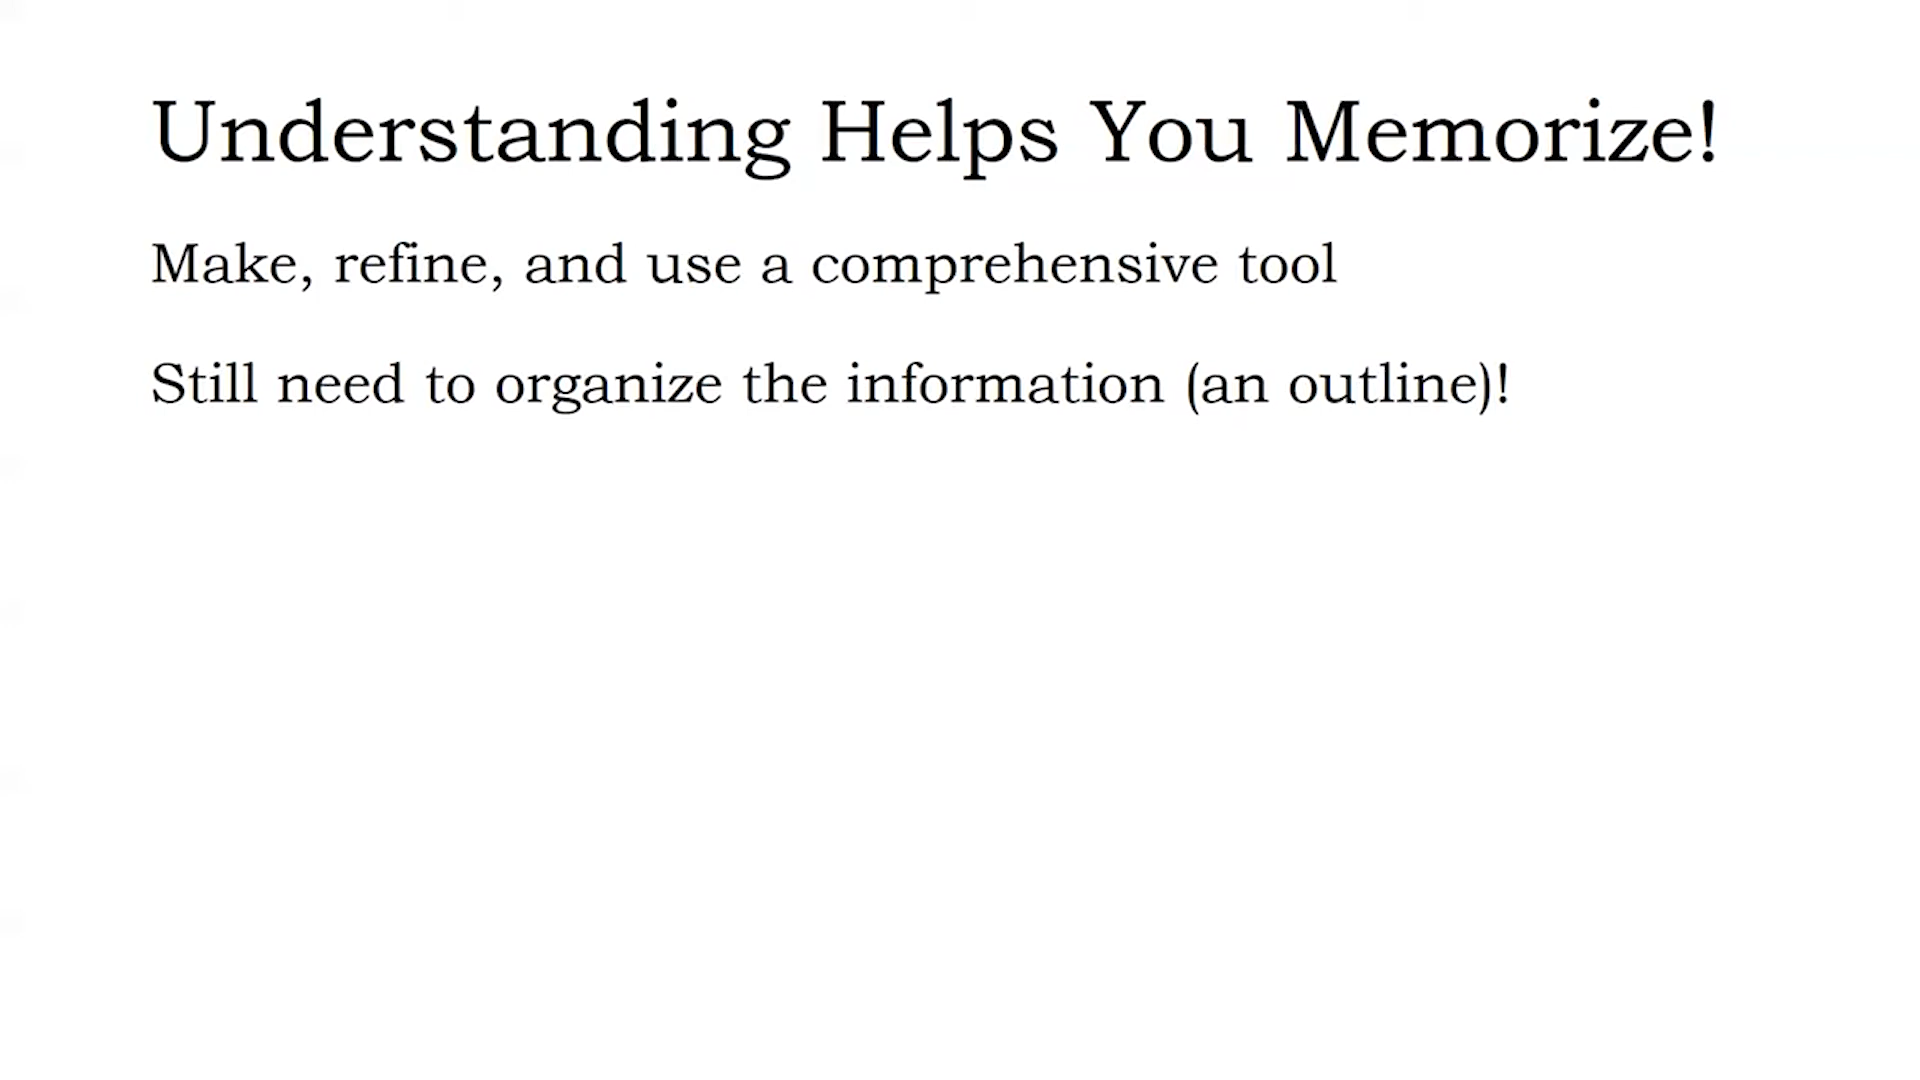 Understanding Helps You Memorize!
Make, refine, and use a comprehensive tool
Still need to organize the information (an outline)!